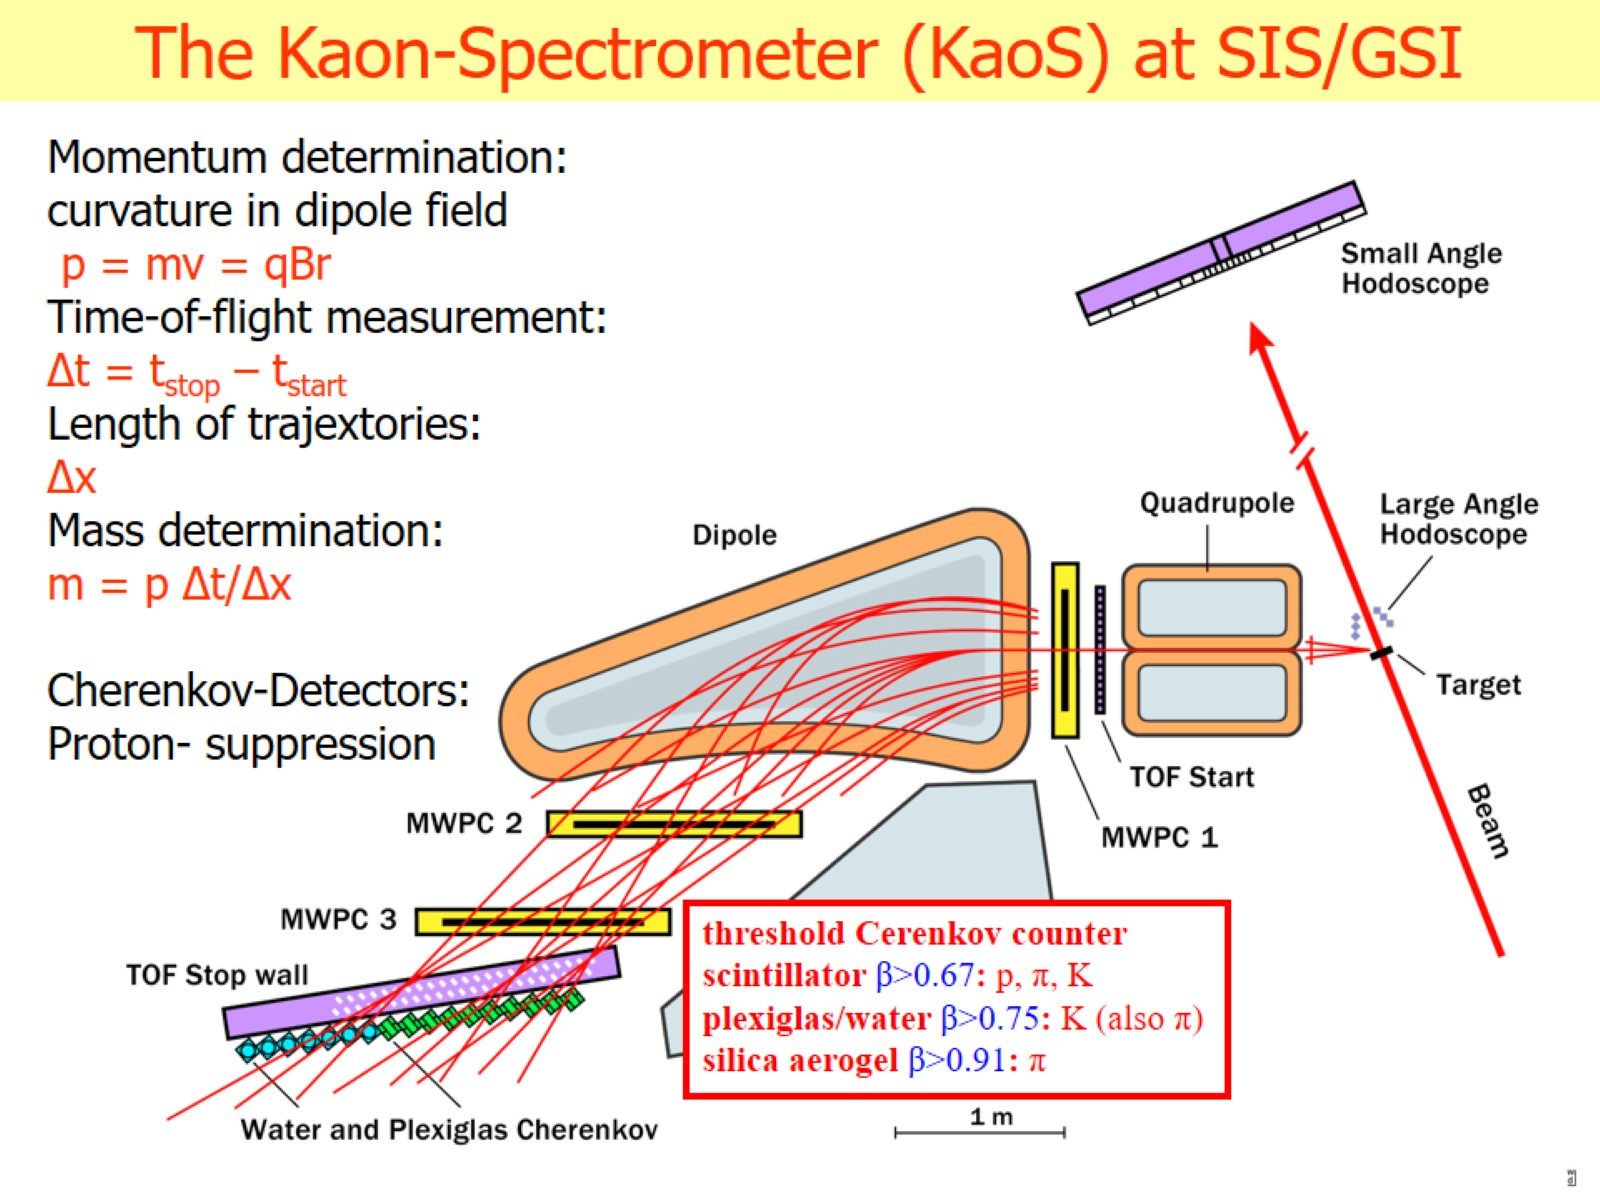 The Kaon-Spectrometer (KaoS) at SIS/GSI
Momentum determination:
curvature in dipole field
p = mv = qBr
Time-of-flight measurement:
Δt = tstop – tstart
Length of trajextories:
Δx
Mass determination:
m = p Δt/Δx
Cherenkov-Detectors:
Proton- suppression
Small Angle
Hodoscope
Quadrupole
Large Angle
Hodoscope
Dipole
Target
TOF Start
MWPC 1
Beam
MWPC 2
MWPC 3
TOF Stop wall
threshold Cerenkov counter
scintillator β>0.67: p, π, K
plexiglas/water β>0.75: K (also π)
silica aerogel β>0.91: π
Water and Plexiglas Cherenkov
1 m